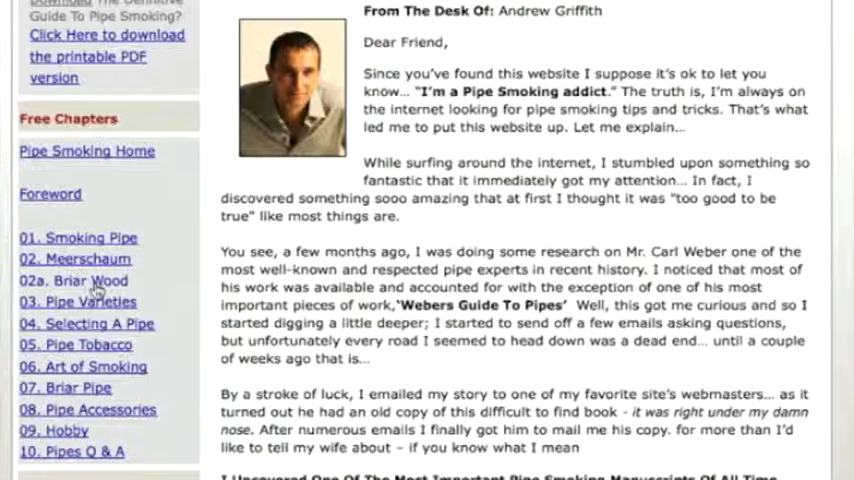 Download The Definitive
Guide To Pipe Smoking?
Click Here to download
the printable PDF
version
Free Chapters
Pipe Smoking Home
Foreword
01. Smoking Pipe
02. Meerschaum
02a. Briar Wood
03. Pipe Varieties
04. Selecting A Pipe
05. Pipe Tobacco
06. Art of Smoking
07. Briar Pipe
08. Pipe Accessories
09. Hobby
10. Pipes Q & A
From The Desk Of: Andrew Griffith
Dear Friend,
Since you've found this website I suppose it's ok to let you
know... "I'm a Pipe Smoking addict." The truth is, I'm always on
the internet looking for pipe smoking tips and tricks. That's what
led me to put this website up. Let me explain...
While surfing around the internet, I stumbled upon something so
fantastic that it immediately got my attention... In fact, I
discovered something sooo amazing that at first I thought it was "too good to be
true" like most things are.
You see, a few months ago, I was doing some research on Mr. Carl Weber one of the
most well-known and respected pipe experts in recent history. I noticed that most of
his work was available and accounted for with the exception of one of his most
important pieces of work,'Webers Guide To Pipes' Well, this got me curious and so I
started digging a little deeper; I started to send off a few emails asking questions,
but unfortunately every road I seemed to head down was a dead end... until a couple
of weeks ago that is...
By a stroke of luck, I emailed my story to one of my favorite site's webmasters... as it
turned out he had an old copy of this difficult to find book - it was right under my damn
nose. After numerous emails I finally got him to mail me his copy. for more than I'd
like to tell my wife about – if you know what I mean
I Uncovered One Of The Most Important Pipe Smoking Manuscripts Of All Time